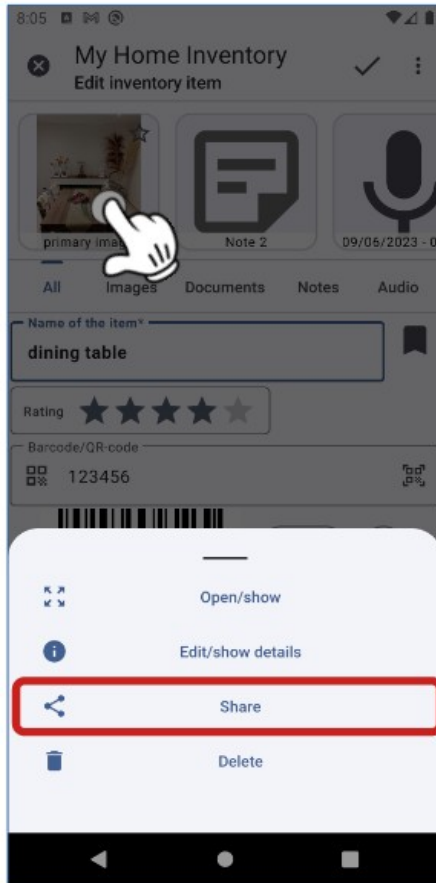 8:05
My Home Inventory
Edit inventory item
primary imag
Note 2
09/06/2023 - 0
All Images Documents Notes Audio
Name of the item*
dining table
Rating
Barcode/QR-code
123456
Open/show
Edit/show details
Share
Delete